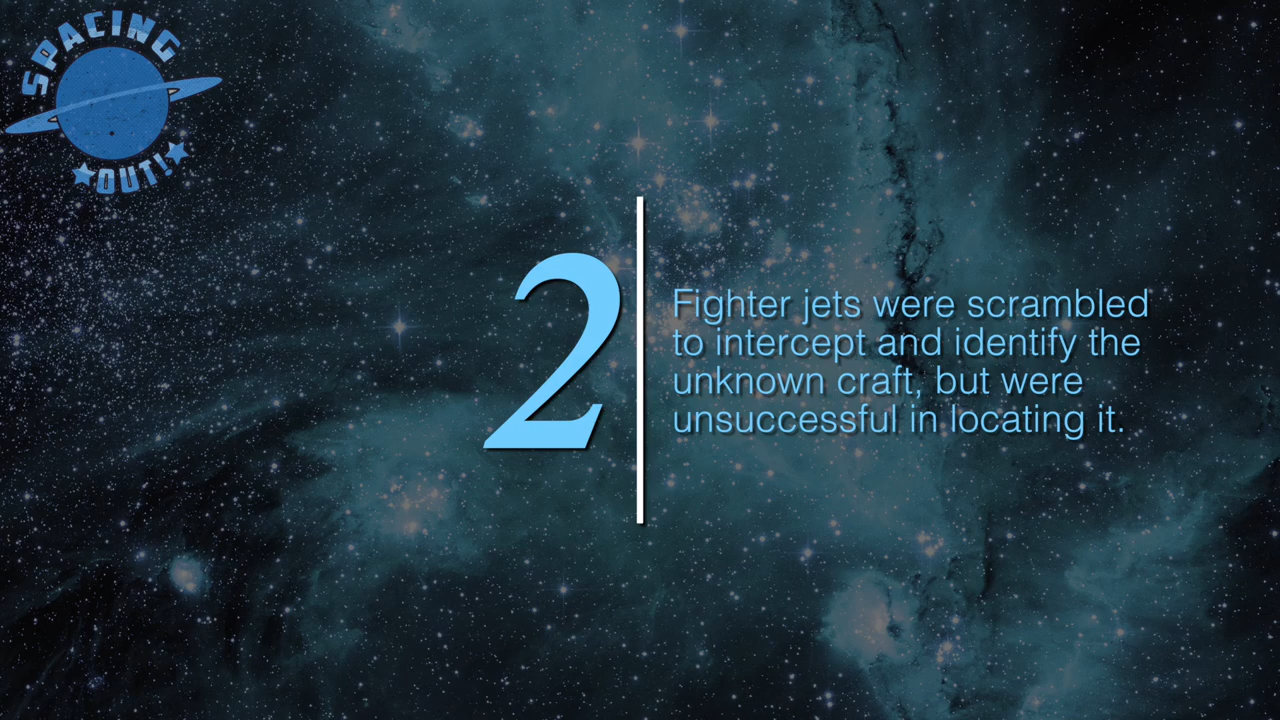 SPACING
OUT!
2
Fighter jets were scrambled
to intercept and identify the
unknown craft, but were
unsuccessful in locating it.